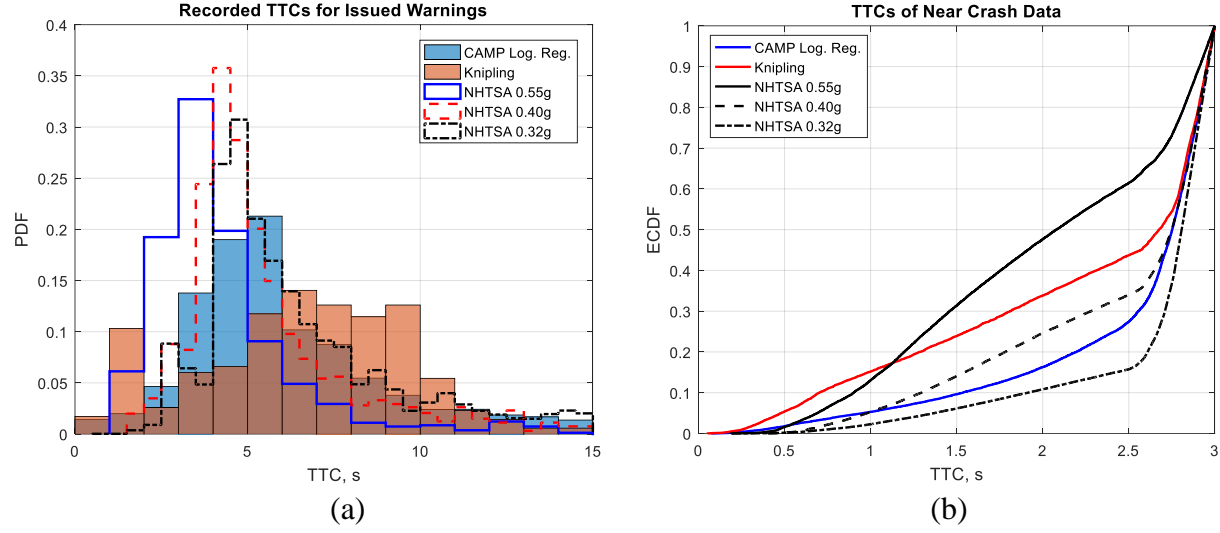 Recorded TTCs for Issued Warnings
0.4
0.35
0.3
0.25
0.2
0.15
0.1
0.05
0
PDF
0 5 10 15
TTC, s
CAMP Log. Reg.
Knipling
NHTSA 0.55g
NHTSA 0.40g
NHTSA 0.32g
(a)
TTCs of Near Crash Data
1
0.9
0.8
0.7
0.6
0.5
0.4
0.3
0.2
0.1
0
ECDF
0 0.5 1 1.5 2 2.5 3
TTC, s
CAMP Log. Reg.
Knipling
NHTSA 0.55g
NHTSA 0.40g
NHTSA 0.32g
(b)